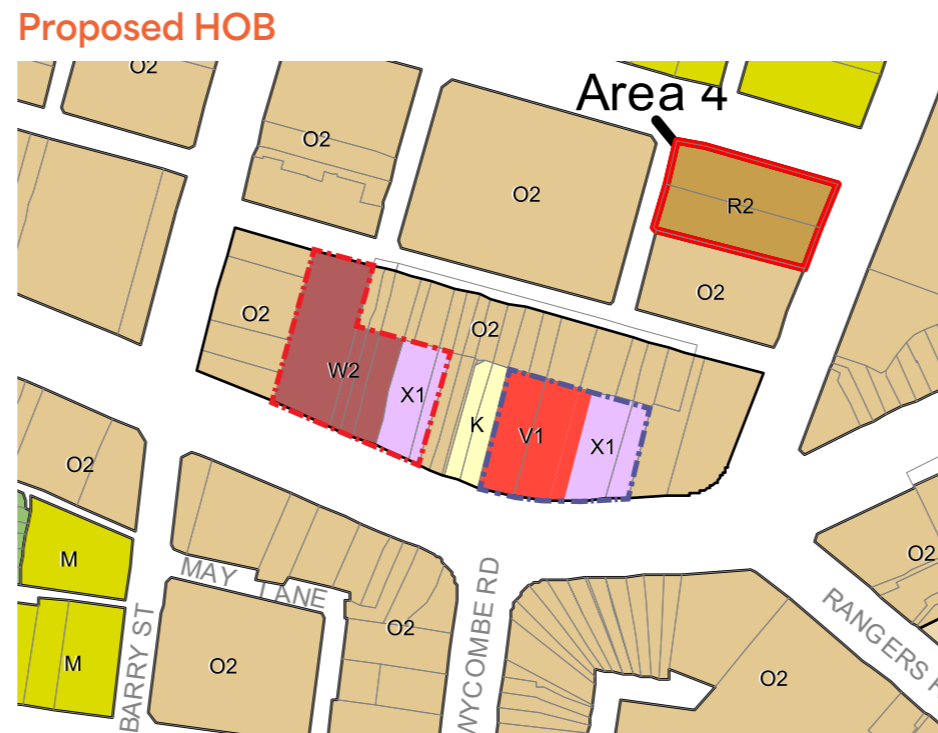 Proposed HOB
O2
Area 4
O2
O2
R2
O2
O2
O2
W2
X1
K
V1
X1
O2
O2
M
MAY LANE
O2
M
O2
O2
BARRY ST
WYCOMBE RD
RANGERS